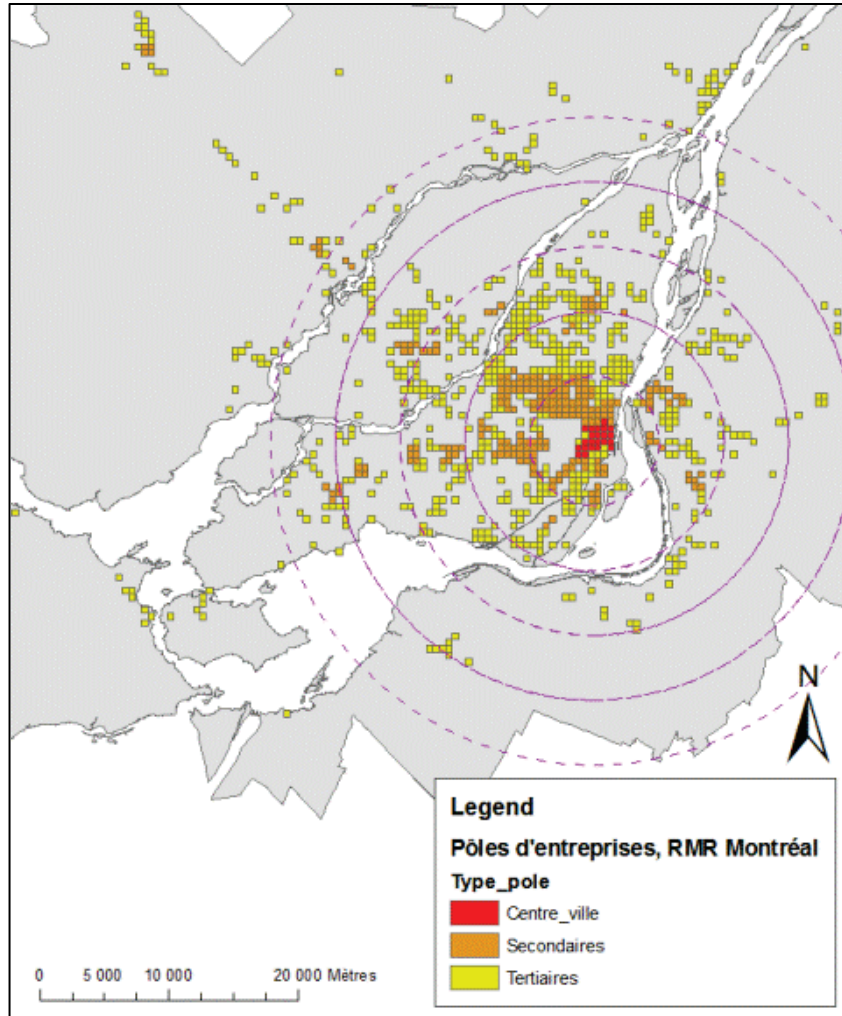 N
Legend
Pôles d'entreprises, RMR Montréal
Type_pole
Centre_ville
Secondaires
Tertiaires
0 5 000 10 000 20 000 Mètres